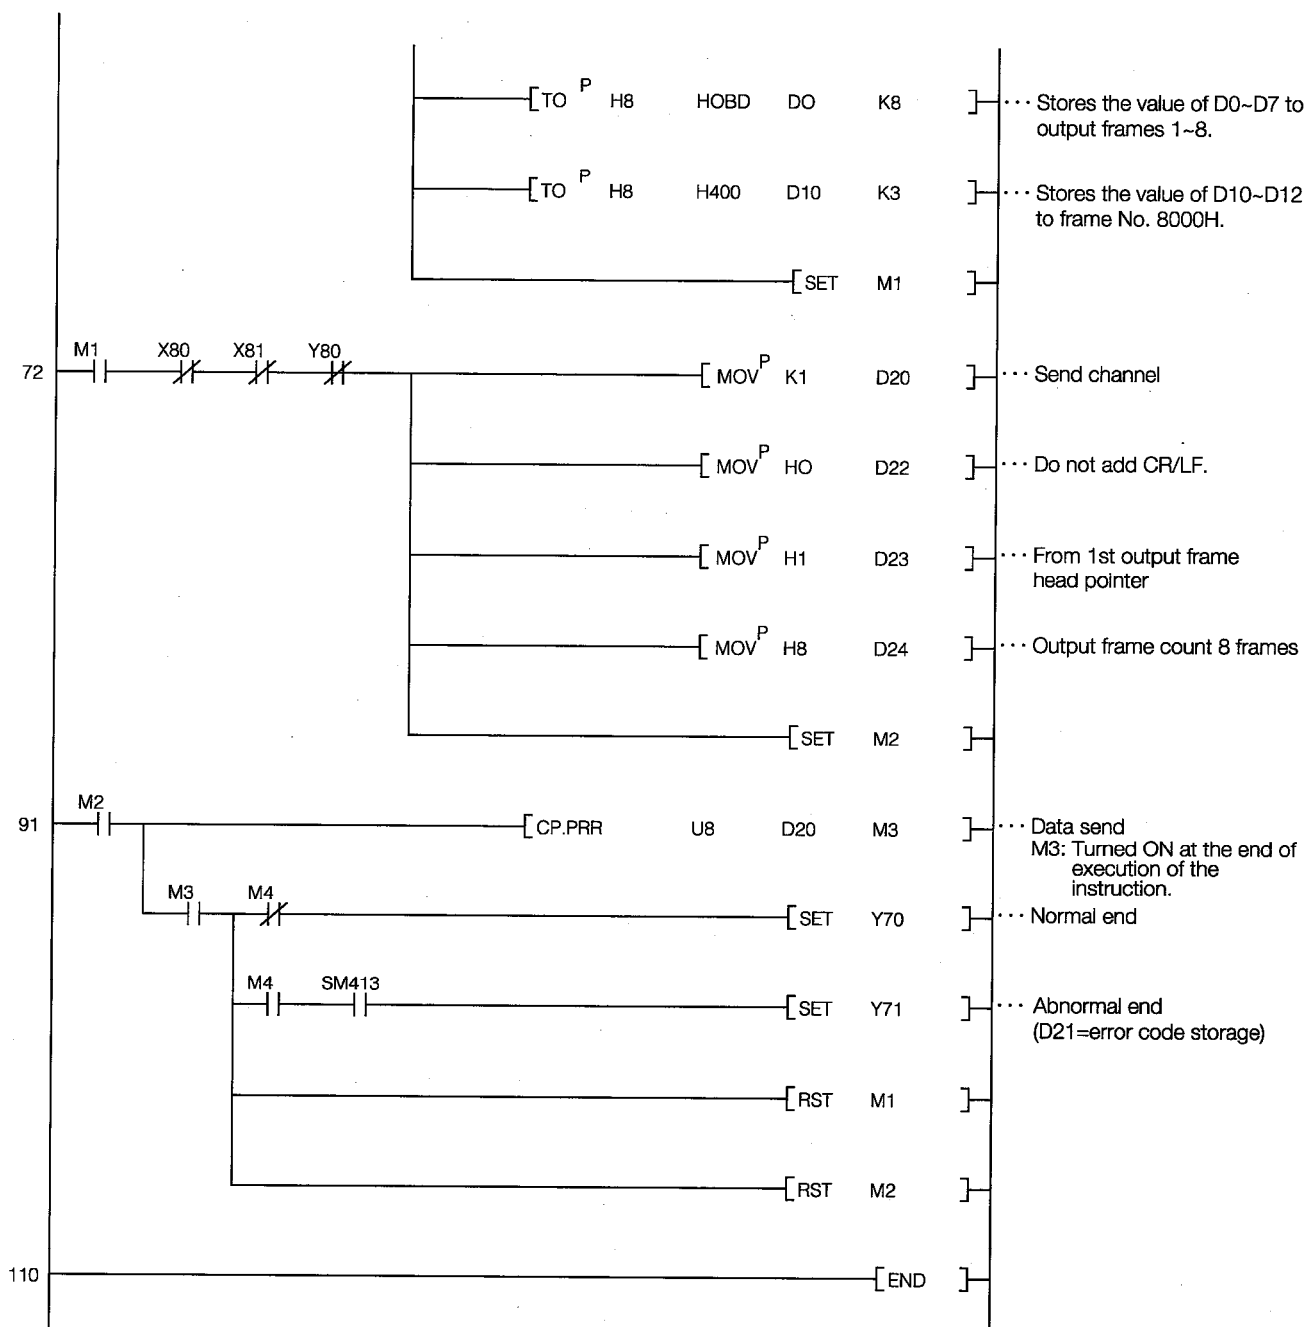 [TO P H8 HOBD DO K8 ] ··· Stores the value of D0~D7 to
output frames 1~8.
[TO P H8 H400 D10 K3 ] ··· Stores the value of D10~D12
to frame No. 8000H.
[SET M1 ]
M1 X80 X81 Y80
72 [MOV P K1 D20 ] ··· Send channel
[MOV P HO D22 ] ··· Do not add CR/LF.
[MOV P H1 D23 ] ··· From 1st output frame
head pointer
[MOV P H8 D24 ] ··· Output frame count 8 frames
[SET M2 ]
M2
91 [CP.PRR U8 D20 M3 ] ··· Data send
M3: Turned ON at the end of
execution of the
instruction.
M3 M4
[SET Y70 ] ··· Normal end
M4 SM413
[SET Y71 ] ··· Abnormal end
(D21=error code storage)
[RST M1 ]
[RST M2 ]
110 [END ]